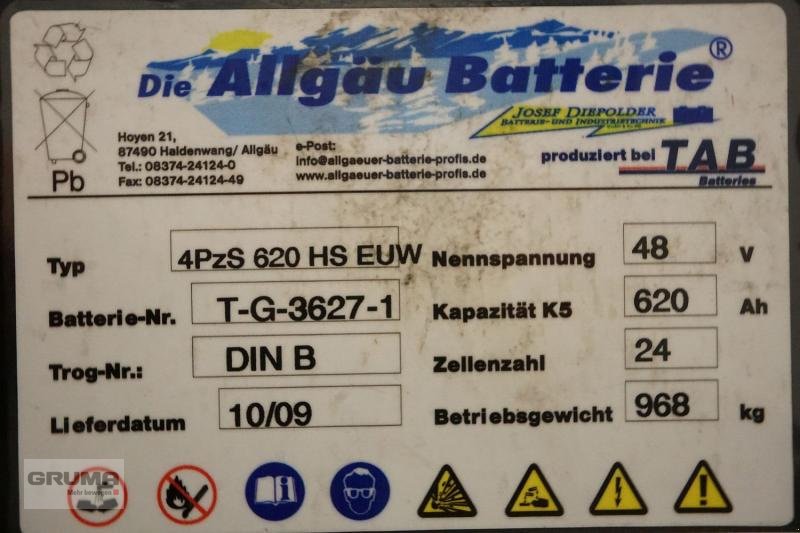 Die Allgäu Batterie®
JOSEF DIEPOLDER
BATTERIE- UND INDUSTRIETECHNIK
Hoyen 21,
87490 Haldenwang/ Allgäu
Tel.: 08374-24124-0
Fax: 08374-24124-49
e-Post:
info@allgaeuer-batterie-profis.de
www.allgaeuer-batterie-profis.de
produziert bei TAB
Batteries
Pb
Typ 4PzS 620 HS EUW
Nennspannung 48 V
Batterie-Nr. T-G-3627-1
Kapazität K5 620 Ah
Trog-Nr.: DIN B
Zellenzahl 24
Lieferdatum 10/09
Betriebsgewicht 968 kg
GRUMA
Mehr bewegen